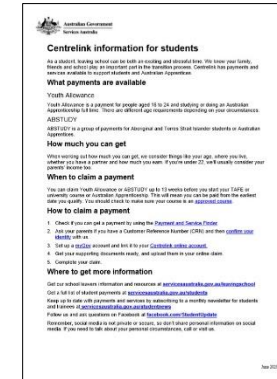 Australian Government
Services Australia
Centrelink information for students
As a student, leaving school can be both an exciting and stressful time. We know your family,
friends and school play an important part in the transition process. Centrelink has payments and
services available to support students and Australian Apprentices.
What payments are available
Youth Allowance
Youth Allowance is a payment for people aged 16 to 24 and studying or doing an Australian
Apprenticeship full time. There are different age requirements depending on your circumstances.
ABSTUDY
ABSTUDY is a group of payments for Aboriginal and Torres Strait Islander students or Australian
Apprentices.
How much you can get
When working out how much you can get, we consider things like your age, where you live,
whether you have a partner and how much you earn. If you're under 22, we'll usually consider your
parents' income too.
When to claim a payment
You can claim Youth Allowance or ABSTUDY up to 13 weeks before you start your TAFE or
university course or Australian Apprenticeship. This will mean you can be paid from the earliest
date you qualify. You should check to make sure your course is an approved course.
How to claim a payment
1. Check if you can get a payment by using the Payment and Service Finder
2. Ask your parents if you have a Customer Reference Number (CRN) and then confirm your
identity with us.
3. Set up a myGov account and link it to your Centrelink online account.
4. Get your supporting documents ready, and upload them in your online claim.
5. Complete your claim.
Where to get more information
Get our school leavers information and resources at servicesaustralia.gov.au/leavingschool
Get a full list of student payments at servicesaustralia.gov.au/students
Keep up to date with payments and services by subscribing to a monthly newsletter for students
and trainees at servicesaustralia.gov.au/studentnews
Follow us and ask questions on Facebook at facebook.com/StudentUpdate
Remember, social media is not private or secure, so don't share personal information on social
media. If you need to talk about your personal circumstances, call or visit us.